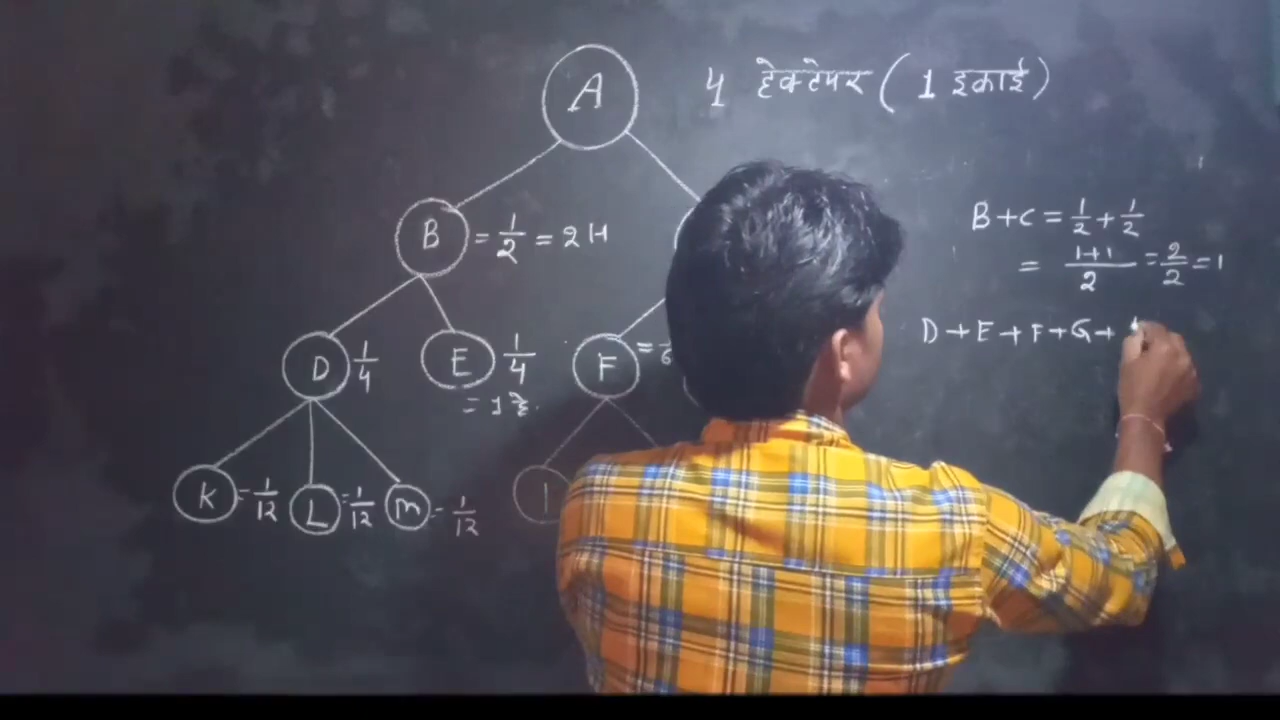 A 4 हेक्टेयर ( 1 इकाई )
B = 1/2 = 2 H
B + C = 1/2 + 1/2
= 1+1/2 = 2/2 = 1
D + E + F + G +
D 1/4 E 1/4 F =
= 1 हे.
K = 1/12 L = 1/12 m = 1/12 I